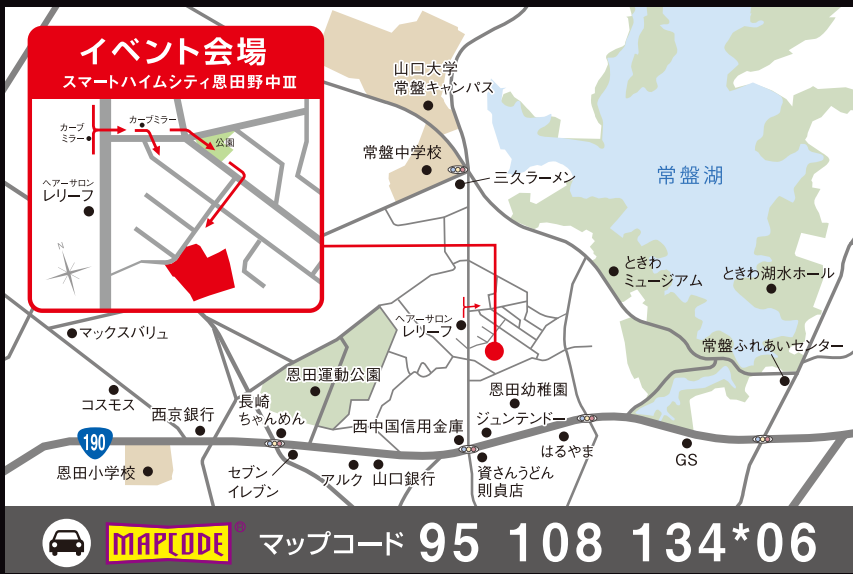 イベント会場
スマートハイムシティ恩田野中Ⅲ
カーブ
ミラー
カーブミラー
公園
ヘアーサロン
レリーフ
N
山口大学
常盤キャンパス
常盤中学校
三久ラーメン
常盤湖
ときわ
ミュージアム
ときわ湖水ホール
常盤ふれあいセンター
ヘアーサロン
レリーフ
マックスバリュ
恩田運動公園
コスモス
西京銀行
長崎
ちゃんめん
恩田幼稚園
西中国信用金庫
ジュンテンドー
はるやま
GS
190
恩田小学校
セブン
イレブン
アルク
山口銀行
資さんうどん
則貞店
MAPCODE®
マップコード 95 108 134*06